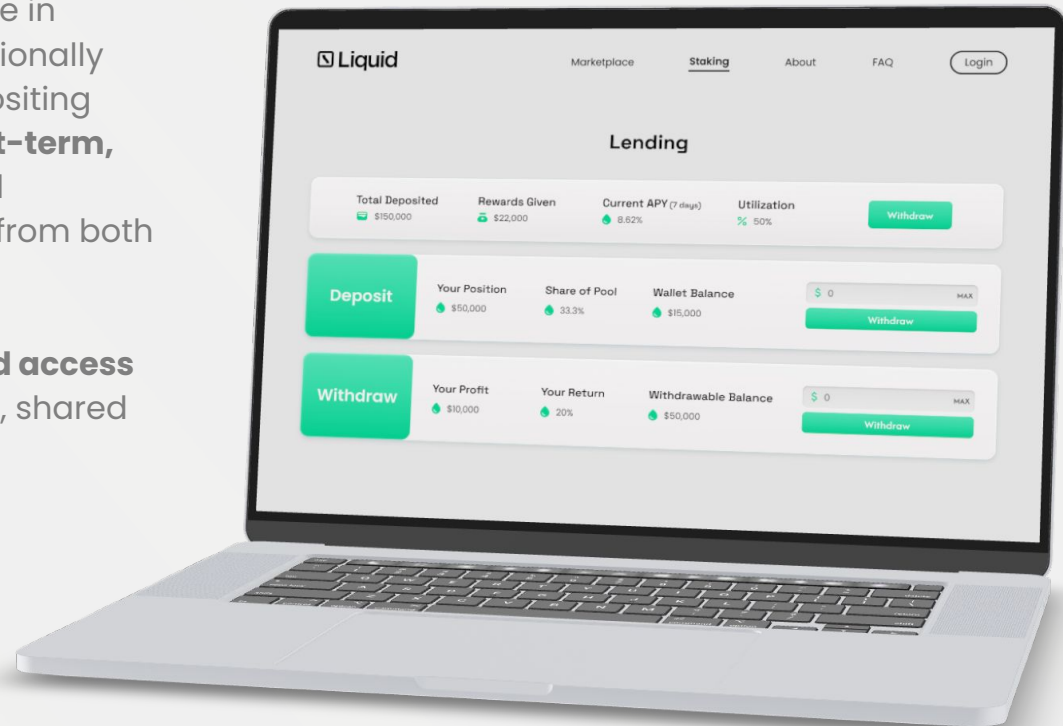 e in
tionally
ositing
t-term,
l
from both
d access
, shared
Liquid
Marketplace Staking About FAQ Login
Lending
Total Deposited Rewards Given Current APY (7 days) Utilization
$150,000 $22,000 8.62% % 50%
Withdraw
Deposit
Your Position Share of Pool Wallet Balance
$50,000 33.3% $15,000
$ 0 MAX
Withdraw
Withdraw
Your Profit Your Return Withdrawable Balance
$10,000 20% $50,000
$ 0 MAX
Withdraw